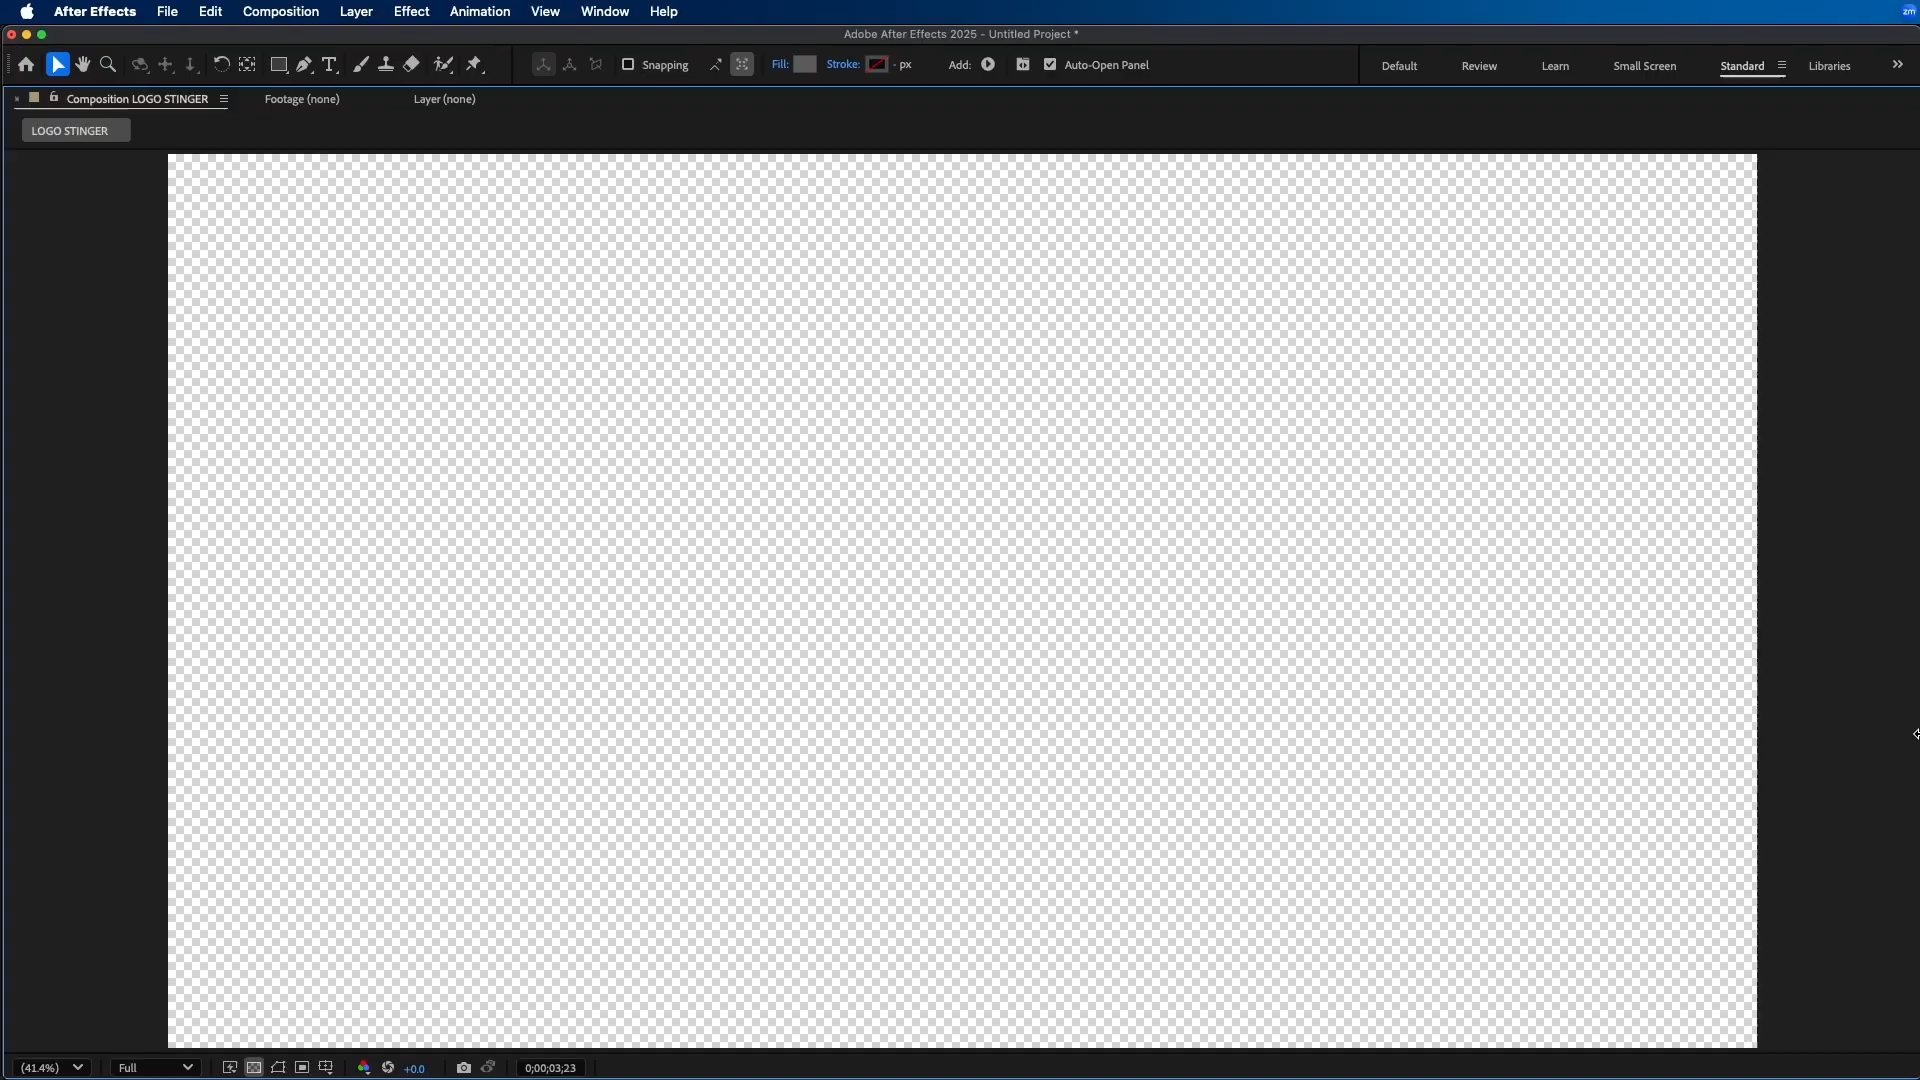 After Effects File Edit Composition Layer Effect Animation View Window Help
zm
Adobe After Effects 2025 - Untitled Project *
Snapping Fill: Stroke: - px Add: Auto-Open Panel Default Review Learn Small Screen Standard Libraries
Composition LOGO STINGER Footage (none) Layer (none)
LOGO STINGER
(41.4%) Full +0.0 0;00;03;23